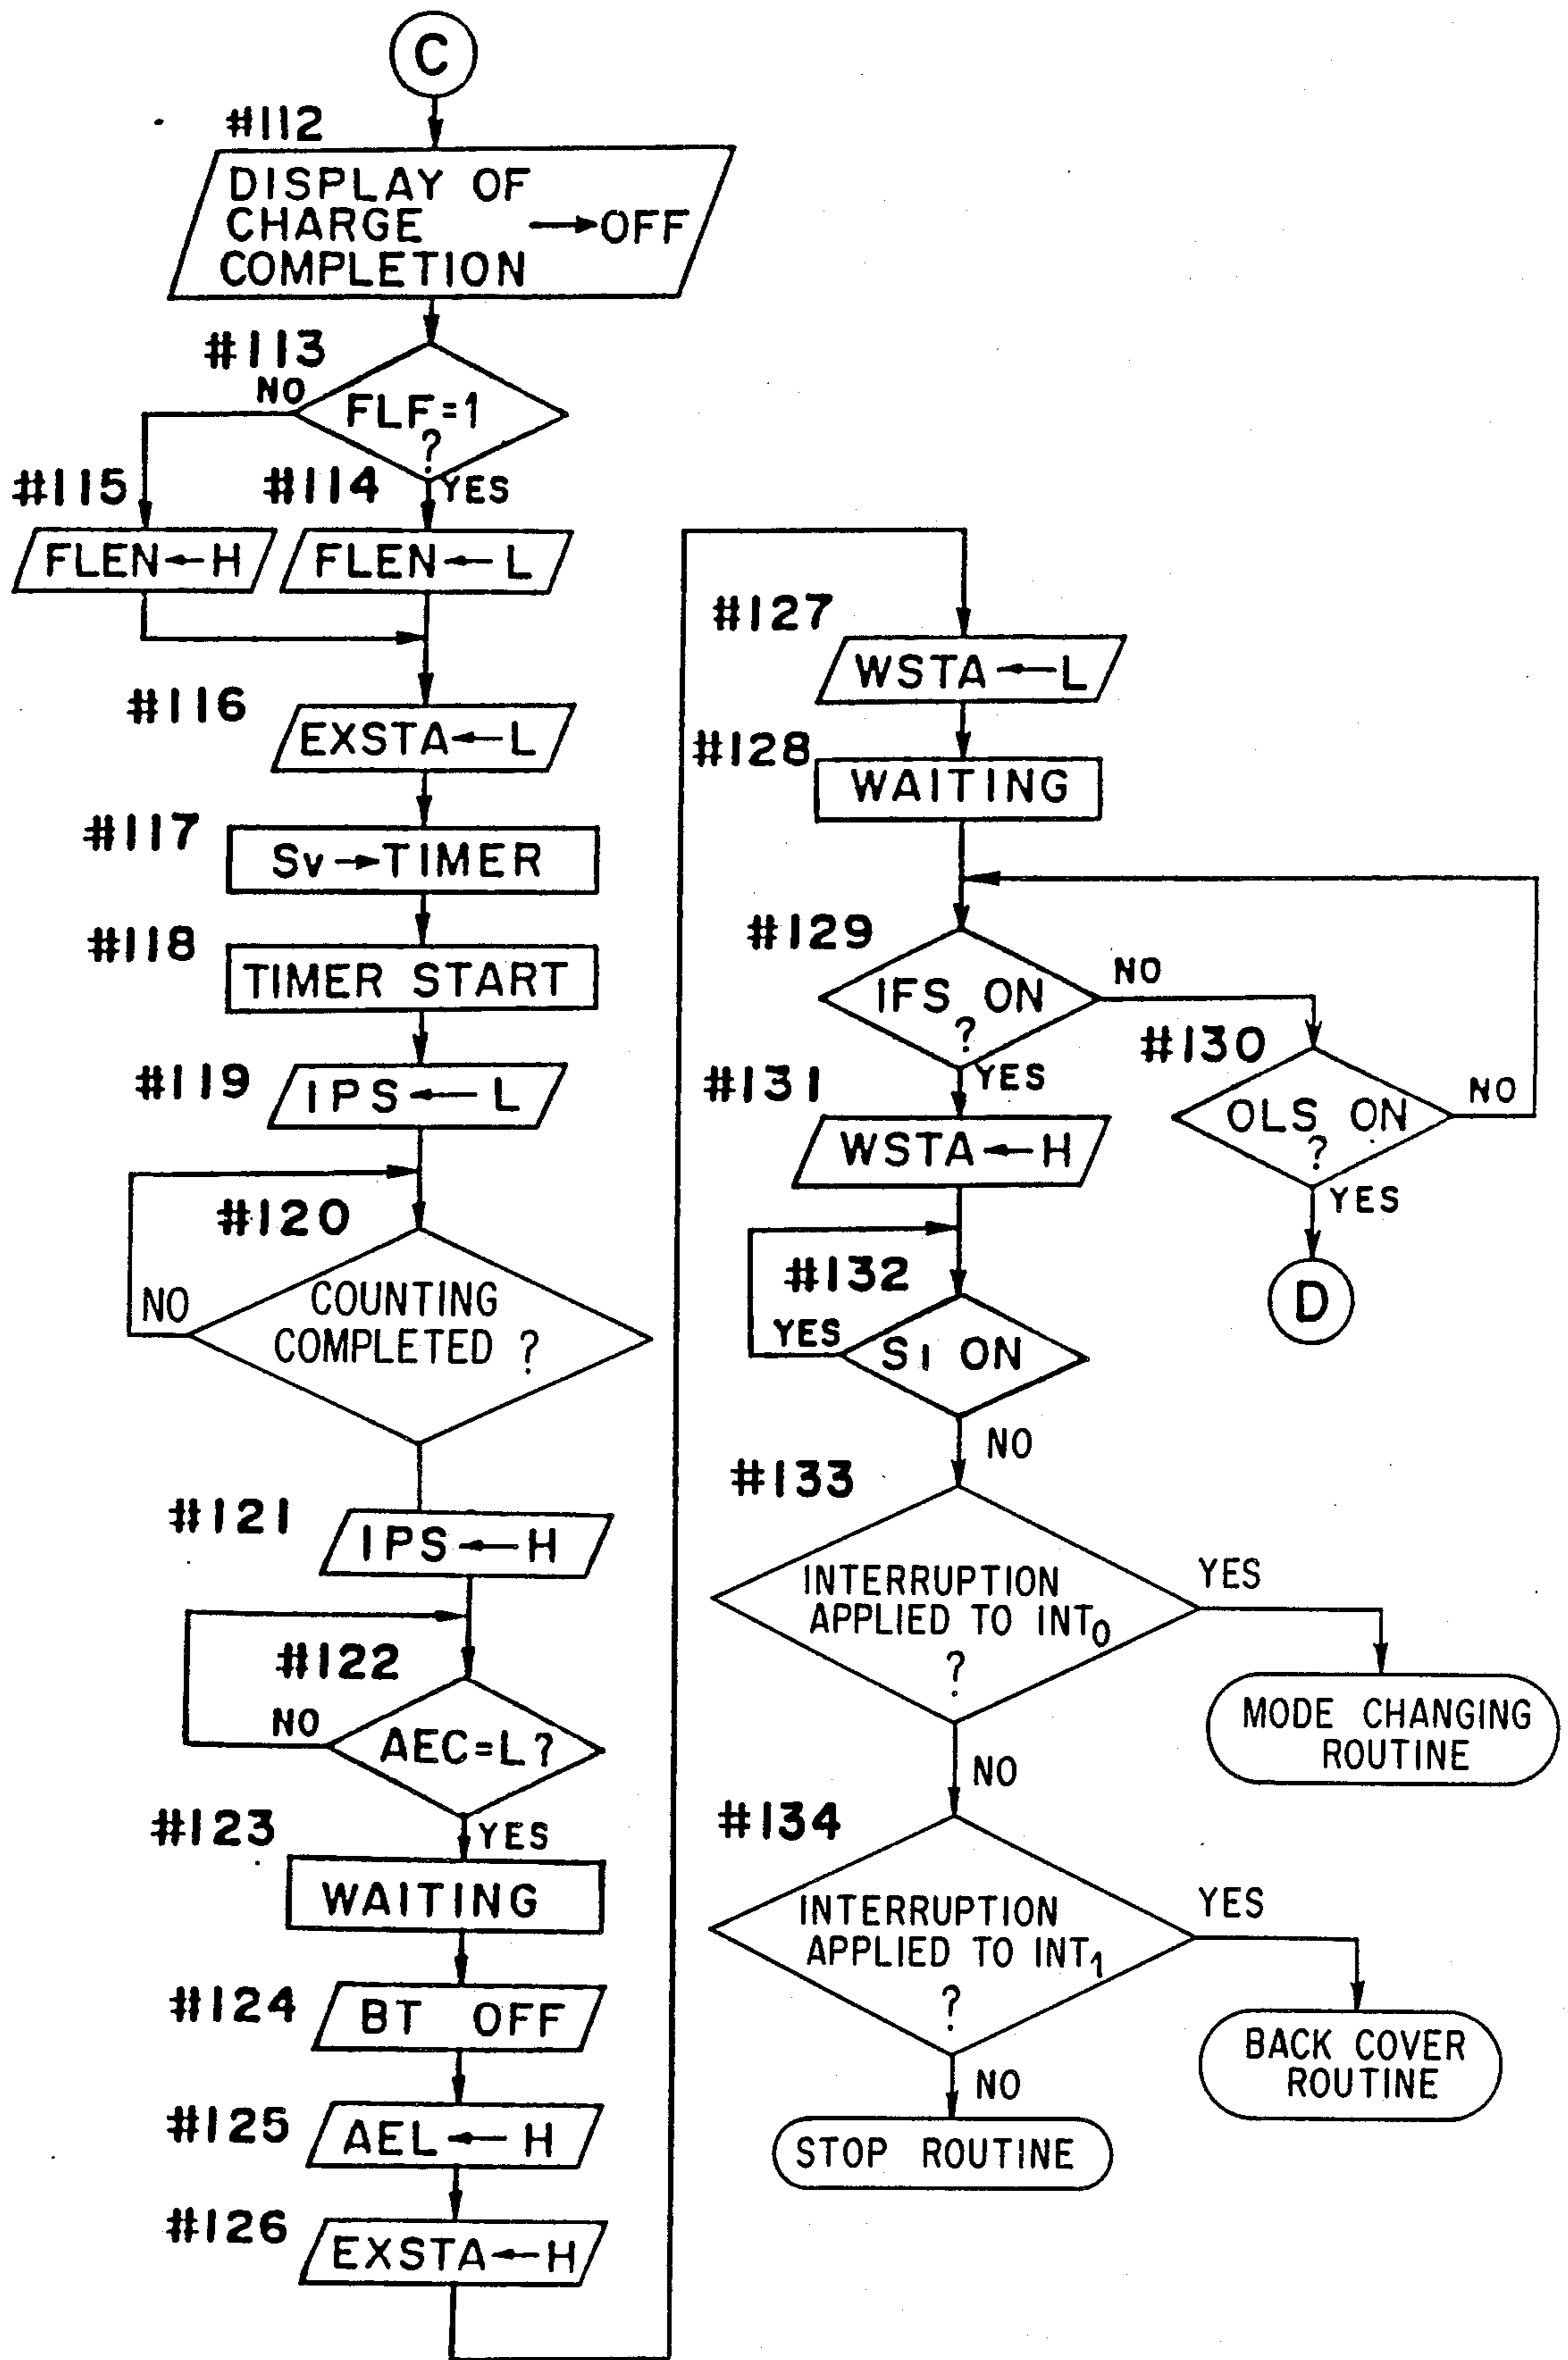 C
#112
DISPLAY OF
CHARGE →OFF
COMPLETION
#113
NO
FLF=1
?
YES
#115
#114
FLEN←H
FLEN←L
#116
EXSTA←L
#117
Sv→TIMER
#118
TIMER START
#119
IPS←L
#120
NO
COUNTING
COMPLETED ?
#121
IPS←H
#122
NO
AEC=L?
YES
#123
WAITING
#124
BT OFF
#125
AEL←H
#126
EXSTA←H
#127
WSTA←L
#128
WAITING
#129
IFS ON
?
NO
YES
#130
OLS ON
?
NO
YES
D
#131
WSTA←H
#132
YES
S1 ON
NO
#133
INTERRUPTION
APPLIED TO INT0
?
YES
MODE CHANGING
ROUTINE
NO
#134
INTERRUPTION
APPLIED TO INT1
?
YES
BACK COVER
ROUTINE
NO
STOP ROUTINE